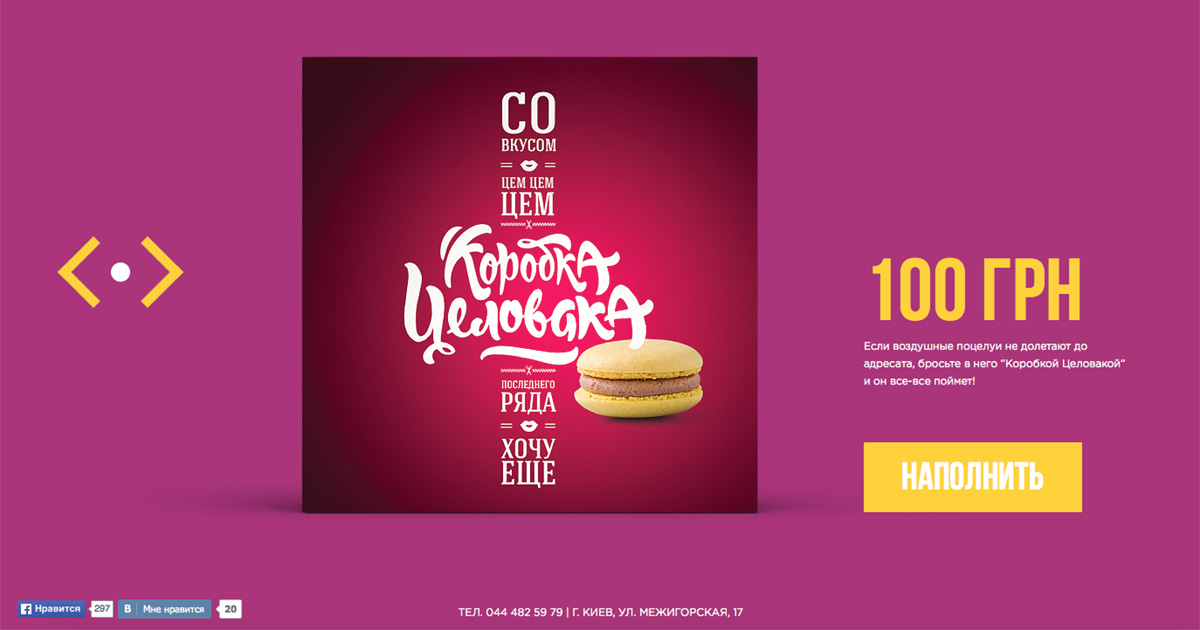 СО
ВКУСОМ
ЦЕМ ЦЕМ
ЦЕМ
Коробка
Целовака
ПОСЛЕДНЕГО
РЯДА
ХОЧУ
ЕЩЕ
100 ГРН
Если воздушные поцелуи не долетают до
адресата, бросьте в него "Коробкой Целовакой"
и он все-все поймет!
НАПОЛНИТЬ
Нравится 297 В Мне нравится 20
ТЕЛ. 044 482 59 79 | Г. КИЕВ, УЛ. МЕЖИГОРСКАЯ, 17